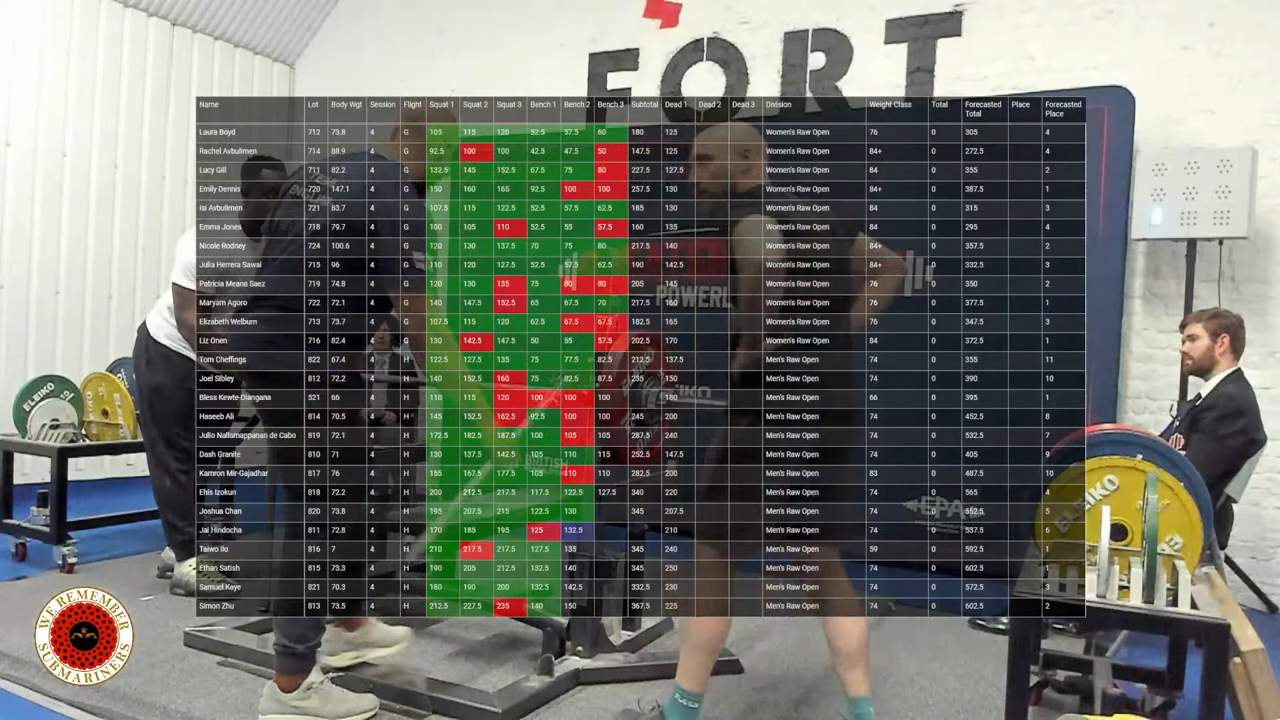 FORT
Name Lot Body Wgt Session Flight Squat 1 Squat 2 Squat 3 Bench 1 Bench 2 Bench 3 Subtotal Dead 1 Dead 2 Dead 3 Division Weight Class Total Forecasted Total Place Forecasted Place
Laura Boyd 712 73.8 4 G 105 115 120 52.5 57.5 60 180 125 Women's Raw Open 76 0 305 4
Rachel Avbulimen 714 88.9 4 G 92.5 100 100 42.5 47.5 50 147.5 125 Women's Raw Open 84+ 0 272.5 4
Lucy Gill 711 82.2 4 G 132.5 145 152.5 67.5 75 80 227.5 127.5 Women's Raw Open 84 0 355 2
Emily Dennis 720 147.1 4 G 150 160 165 92.5 100 100 257.5 130 Women's Raw Open 84+ 0 387.5 1
Isi Avbulimen 721 83.7 4 G 107.5 115 122.5 52.5 57.5 62.5 185 130 Women's Raw Open 84 0 315 3
Emma Jones 718 79.7 4 G 100 105 110 52.5 55 57.5 160 135 Women's Raw Open 84 0 295 4
Nicole Rodney 724 100.6 4 G 120 130 137.5 70 75 80 217.5 140 Women's Raw Open 84+ 0 357.5 2
Julia Herrera Sawai 715 96 4 G 110 120 127.5 52.5 57.5 62.5 190 142.5 Women's Raw Open 84+ 0 332.5 3
Patricia Meana Saez 719 74.8 4 G 120 130 135 75 80 80 205 145 Women's Raw Open 76 0 350 2
Maryam Agoro 722 72.1 4 G 140 147.5 152.5 65 67.5 70 217.5 160 Women's Raw Open 76 0 377.5 1
Elizabeth Welburn 713 73.7 4 G 107.5 115 120 62.5 67.5 67.5 182.5 165 Women's Raw Open 76 0 347.5 3
Liz Onen 716 82.4 4 G 130 142.5 147.5 50 55 57.5 202.5 170 Women's Raw Open 84 0 372.5 1
Tom Cheffings 822 67.4 4 H 122.5 127.5 135 75 77.5 82.5 212.5 137.5 Men's Raw Open 74 0 355 11
Joel Sibley 812 72.2 4 H 140 152.5 160 75 82.5 87.5 235 150 Men's Raw Open 74 0 390 10
Bless Kewte-Diangana 521 66 4 H 110 115 120 100 100 100 180 Men's Raw Open 66 0 395 1
Haseeb Ali 814 70.5 4 H 145 152.5 162.5 92.5 100 100 245 200 Men's Raw Open 74 0 452.5 8
Julio Nallamappanan de Cabo 819 72.1 4 H 172.5 182.5 187.5 100 105 105 287.5 240 Men's Raw Open 74 0 532.5 7
Dash Granite 810 71 4 H 130 137.5 142.5 105 110 115 252.5 147.5 Men's Raw Open 74 0 405 9
Kamron Mir-Gajadhar 817 76 4 H 155 167.5 177.5 105 110 110 282.5 200 Men's Raw Open 83 0 487.5 10
Ehis Izokun 818 72.2 4 H 200 212.5 217.5 117.5 122.5 127.5 340 220 Men's Raw Open 74 0 565 4
Joshua Chan 820 73.8 4 H 195 207.5 215 122.5 130 345 207.5 Men's Raw Open 74 0 552.5 5
Jai Hindocha 811 72.8 4 H 170 185 195 125 132.5 210 Men's Raw Open 74 0 537.5 6
Taiwo Ilo 816 7 4 H 210 217.5 217.5 127.5 135 345 240 Men's Raw Open 59 0 592.5 1
Ethan Satish 815 73.3 4 H 190 205 212.5 132.5 140 345 250 Men's Raw Open 74 0 602.5 1
Samuel Kaye 821 70.3 4 H 180 190 200 132.5 142.5 332.5 230 Men's Raw Open 74 0 572.5 3
Simon Zhu 813 73.5 4 H 212.5 227.5 235 140 150 367.5 225 Men's Raw Open 74 0 602.5 2
POWERL
ELEIKO
BRITISH
EPA
ELEIKO
ELEIKO
WE REMEMBER
SUBMARINERS